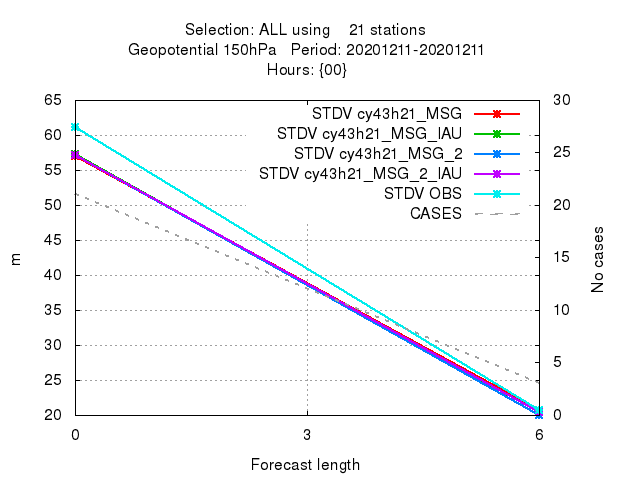 Selection: ALL using    21 stations
Geopotential 150hPa   Period: 20201211-20201211
Hours: {00}
65
60
55
50
45
40
35
30
25
20
m
STDV cy43h21_MSG
STDV cy43h21_MSG_IAU
STDV cy43h21_MSG_2
STDV cy43h21_MSG_2_IAU
STDV OBS
CASES
30
25
20
15
10
5
0
No cases
0 3 6
Forecast length